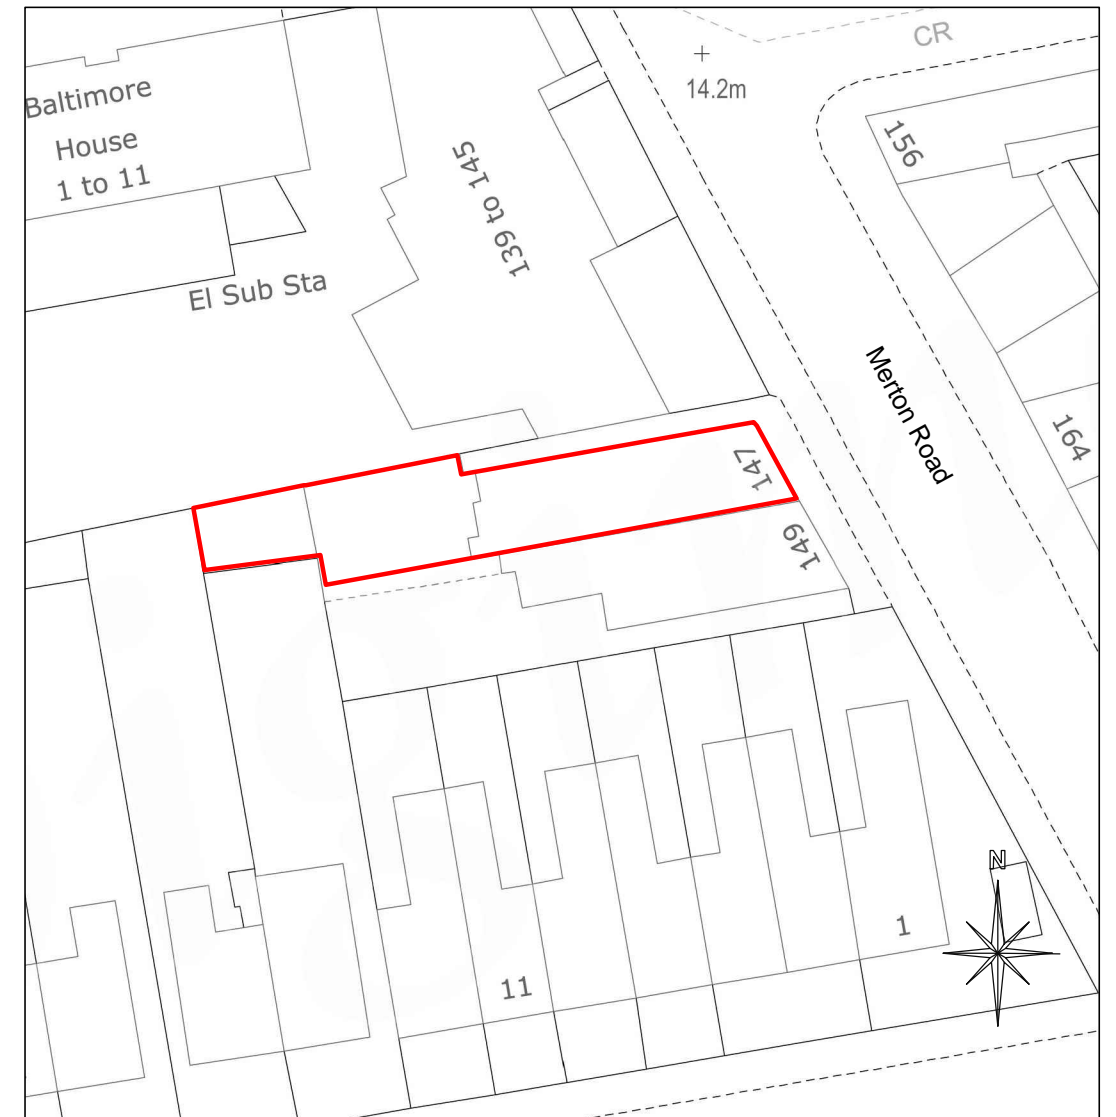 CR
14.2m
Baltimore
House
1 to 11
156
139 to 145
El Sub Sta
Merton Road
164
147
149
N
1
11